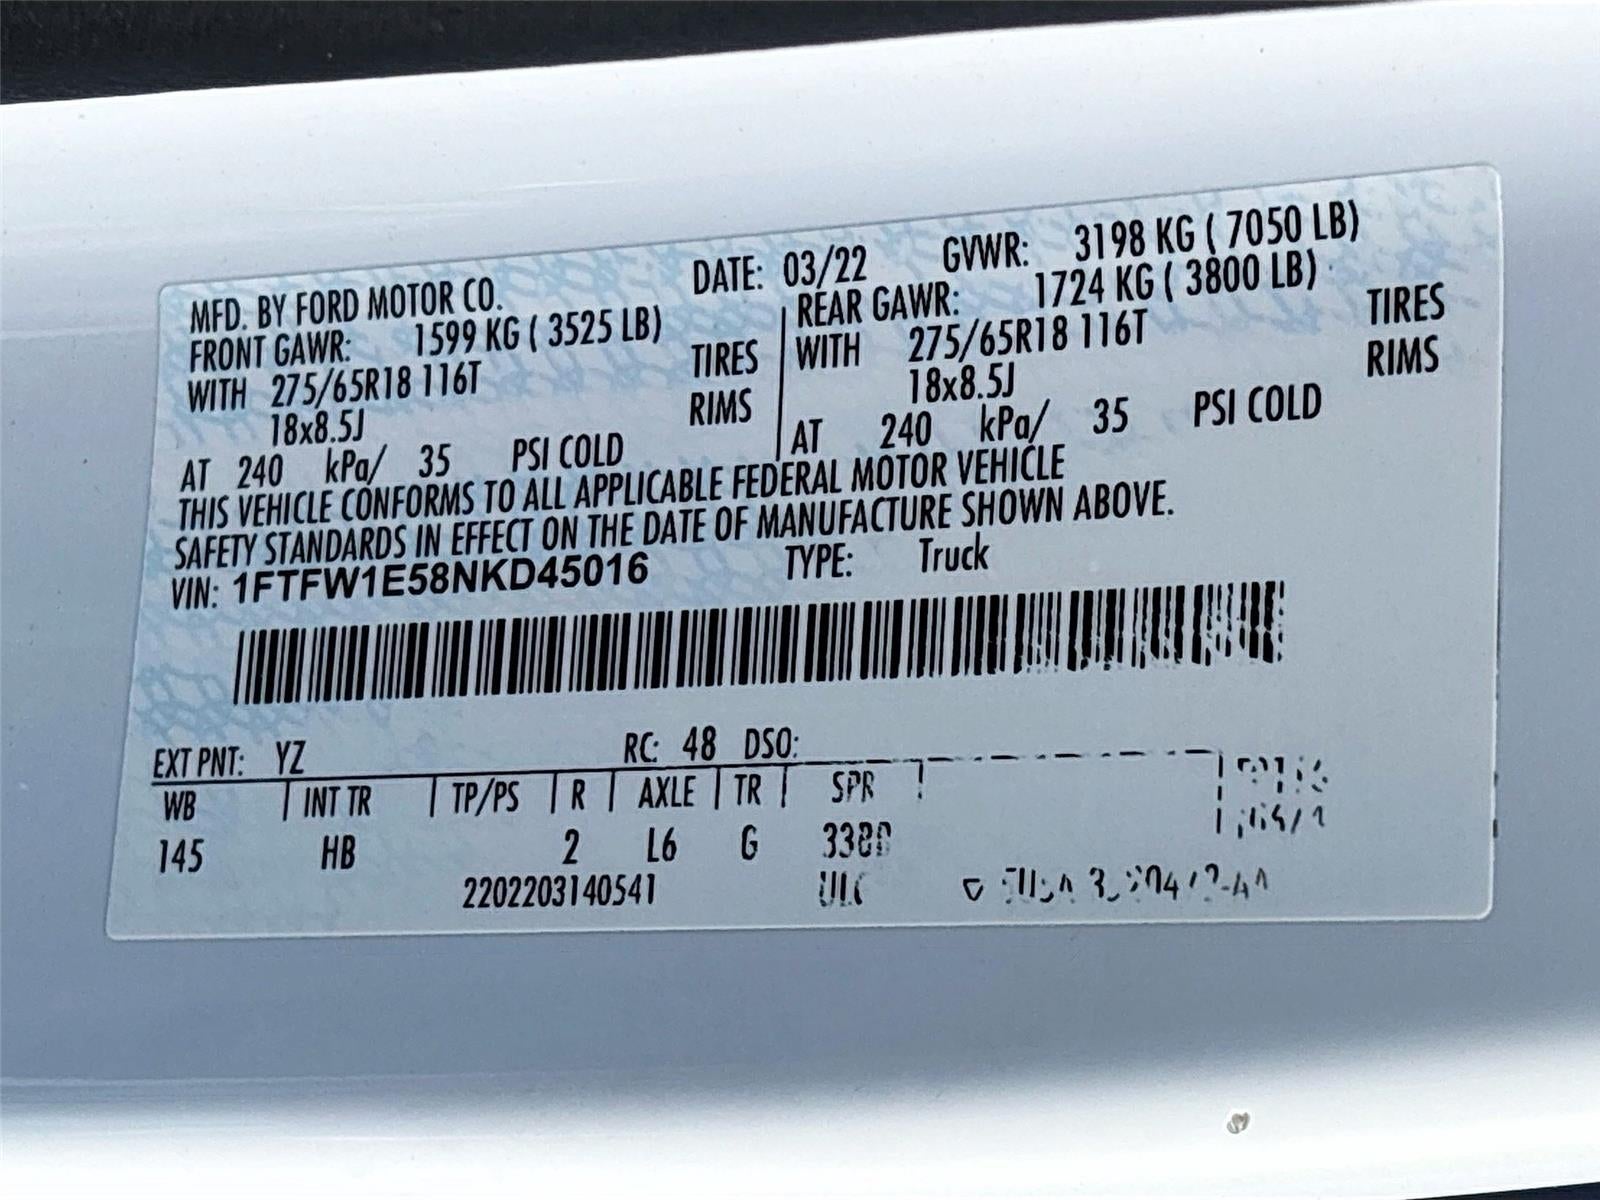 MFD. BY FORD MOTOR CO. DATE: 03/22 GVWR: 3198 KG ( 7050 LB)
FRONT GAWR: 1599 KG ( 3525 LB) REAR GAWR: 1724 KG ( 3800 LB)
WITH 275/65R18 116T TIRES WITH 275/65R18 116T TIRES
18x8.5J RIMS 18x8.5J RIMS
AT 240 kPa/ 35 PSI COLD AT 240 kPa/ 35 PSI COLD
THIS VEHICLE CONFORMS TO ALL APPLICABLE FEDERAL MOTOR VEHICLE
SAFETY STANDARDS IN EFFECT ON THE DATE OF MANUFACTURE SHOWN ABOVE.
VIN: 1FTFW1E58NKD45016 TYPE: Truck
EXT PNT: YZ RC: 48 DSO:
WB INT TR TP/PS R AXLE TR SPR
145 HB 2 L6 G
2202203140541